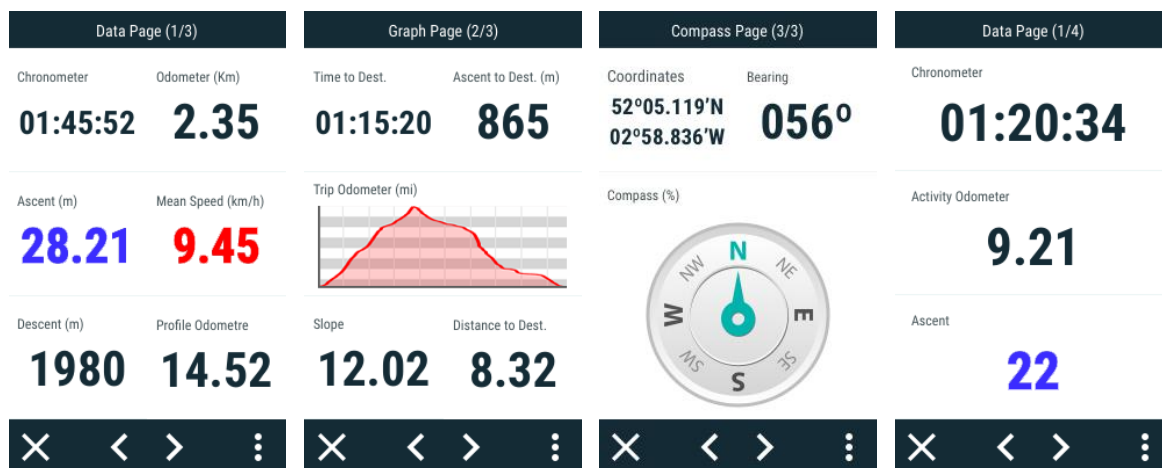 Data Page (1/3)
Chronometer Odometer (Km)
01:45:52 2.35
Ascent (m) Mean Speed (km/h)
28.21 9.45
Descent (m) Profile Odometre
1980 14.52
Graph Page (2/3)
Time to Dest. Ascent to Dest. (m)
01:15:20 865
Trip Odometer (mi)
Slope Distance to Dest.
12.02 8.32
Compass Page (3/3)
Coordinates Bearing
52º05.119’N 056º
02º58.836’W
Compass (%)
N
NW NE
W E
SW SE
S
Data Page (1/4)
Chronometer
01:20:34
Activity Odometer
9.21
Ascent
22